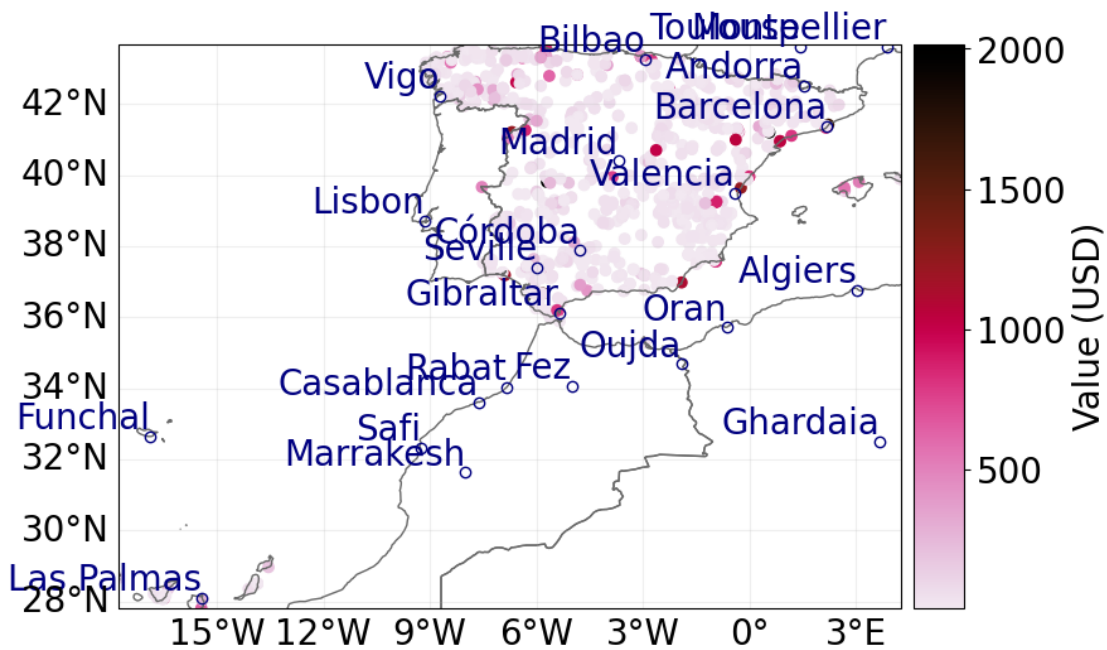 Toulouse Montpellier
Bilbao
Andorra
Vigo
Barcelona
Madrid
Valencia
Lisbon
Córdoba
Seville
Algiers
Gibraltar
Oran
Oujda
Rabat Fez
Casablanca
Funchal
Ghardaia
Safi
Marrakesh
Las Palmas
42°N
40°N
38°N
36°N
34°N
32°N
30°N
28°N
15°W 12°W 9°W 6°W 3°W 0° 3°E
2000
1500
1000
500
Value (USD)